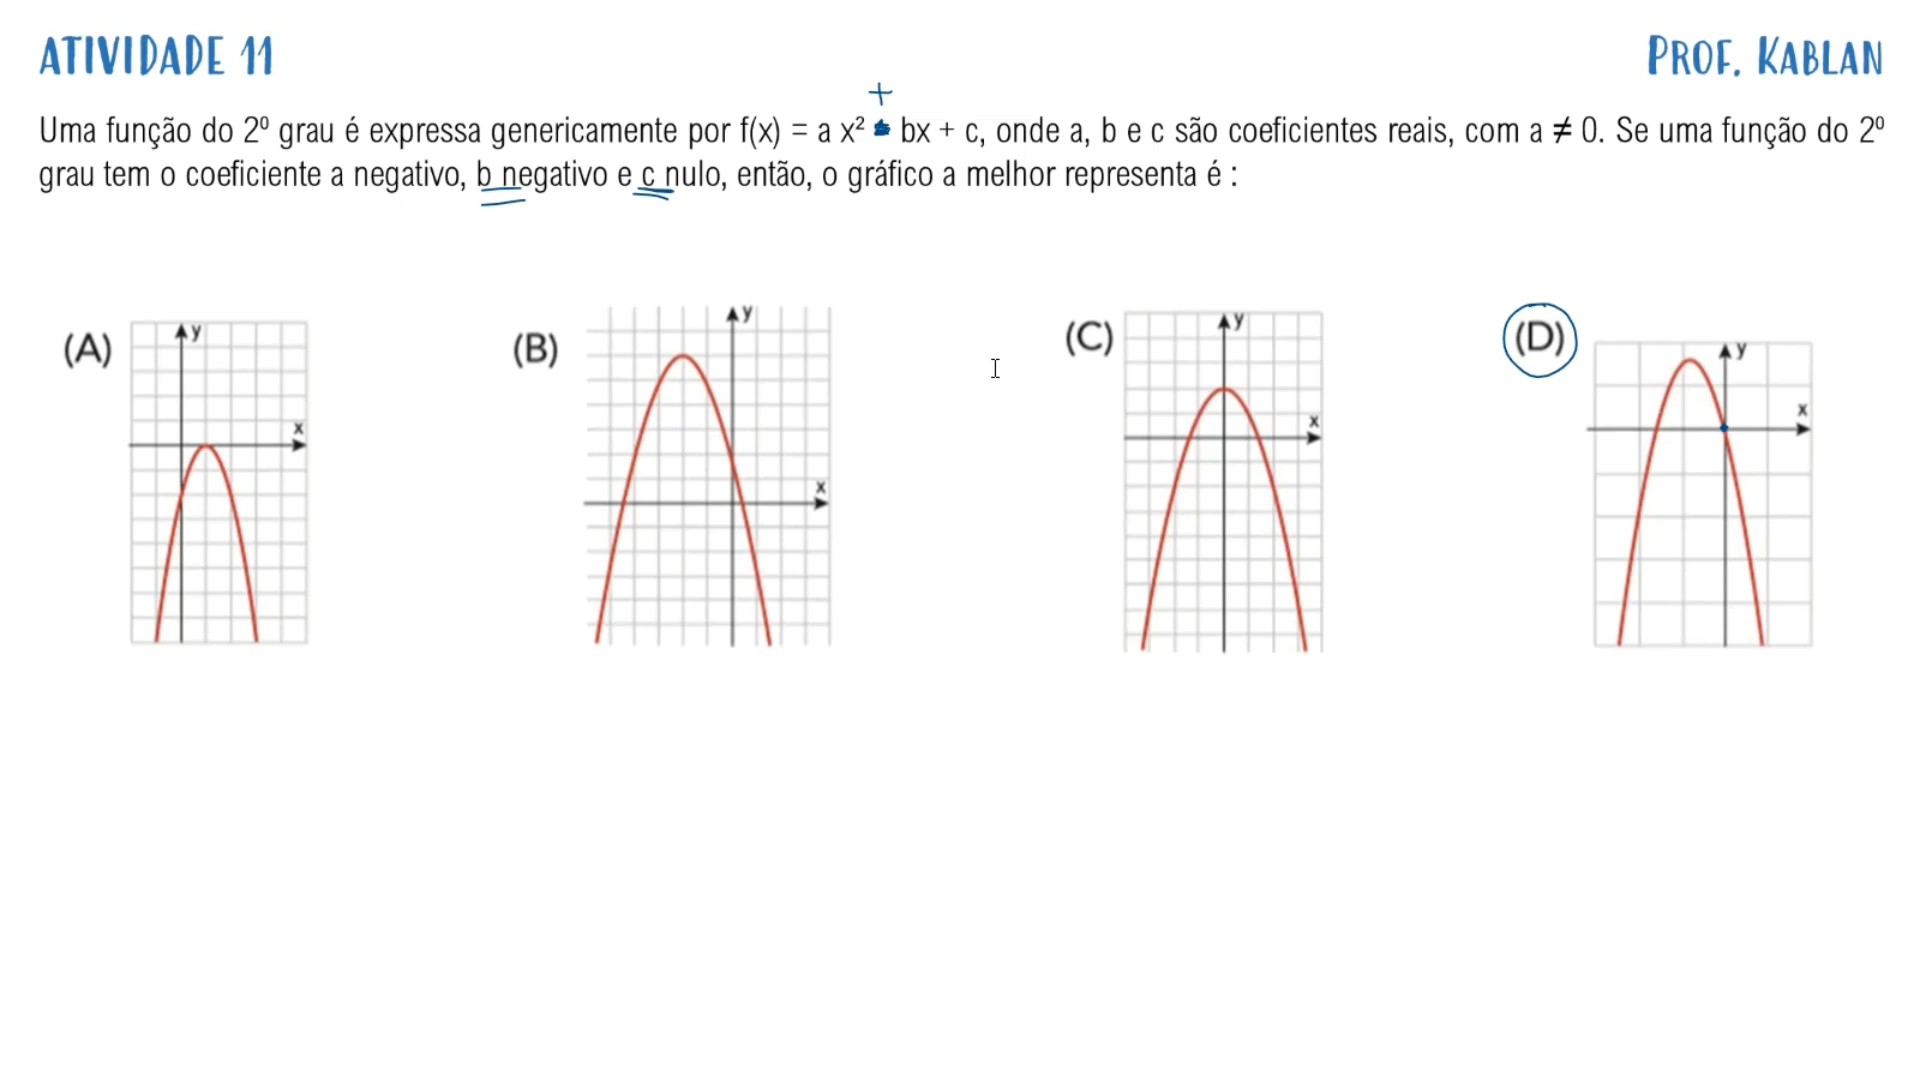 ATIVIDADE 11
PROF. KABLAN
+
Uma função do 2º grau é expressa genericamente por f(x) = a x² + bx + c, onde a, b e c são coeficientes reais, com a ≠ 0. Se uma função do 2º
grau tem o coeficiente a negativo, b negativo e c nulo, então, o gráfico a melhor representa é :
(A)
y
x
(B)
y
x
(C)
y
x
(D)
y
x